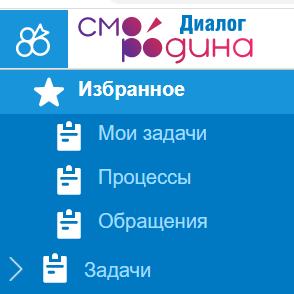 смо Диалог
родина
Избранное
Мои задачи
Процессы
Обращения
Задачи